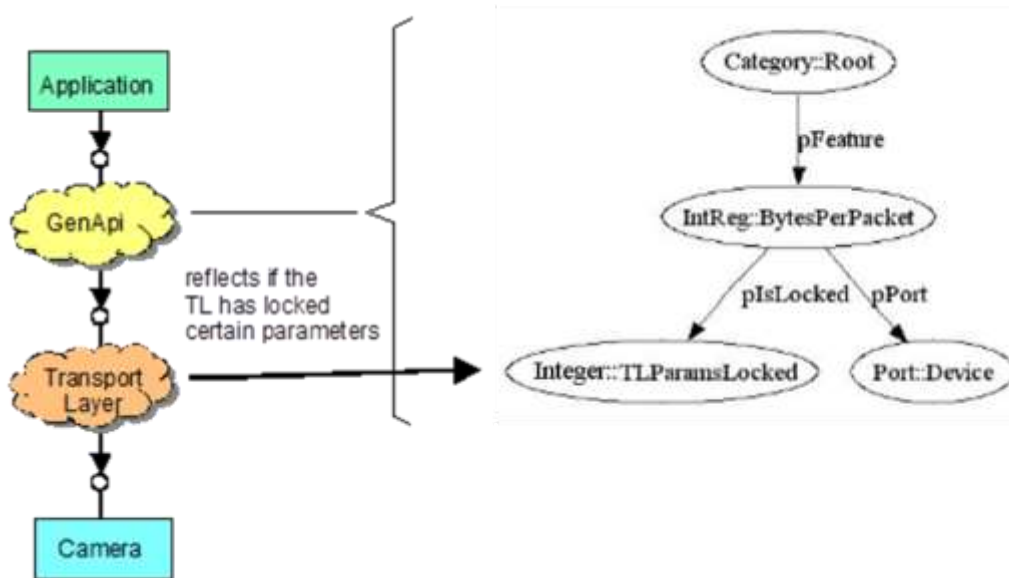 Application
GenApi
reflects if the
TL has locked
certain parameters
Transport
Layer
Camera
Category::Root
pFeature
IntReg::BytesPerPacket
pIsLocked
pPort
Integer::TLParamsLocked
Port::Device